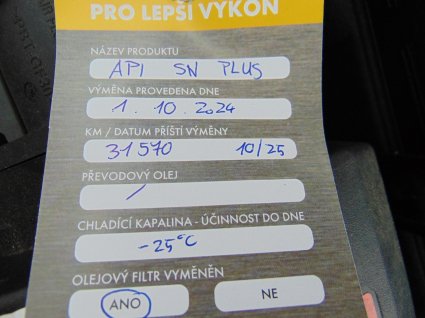 PRO LEPŠÍ VÝKON
NÁZEV PRODUKTU
API SN PLUS
VÝMĚNA PROVEDENA DNE
1. 10. 2024
KM / DATUM PŘÍŠTÍ VÝMĚNY
31570 10/25
PŘEVODOVÝ OLEJ
/
CHLADÍCÍ KAPALINA - ÚČINNOST DO DNE
-25°C
OLEJOVÝ FILTR VYMĚNĚN
ANO NE